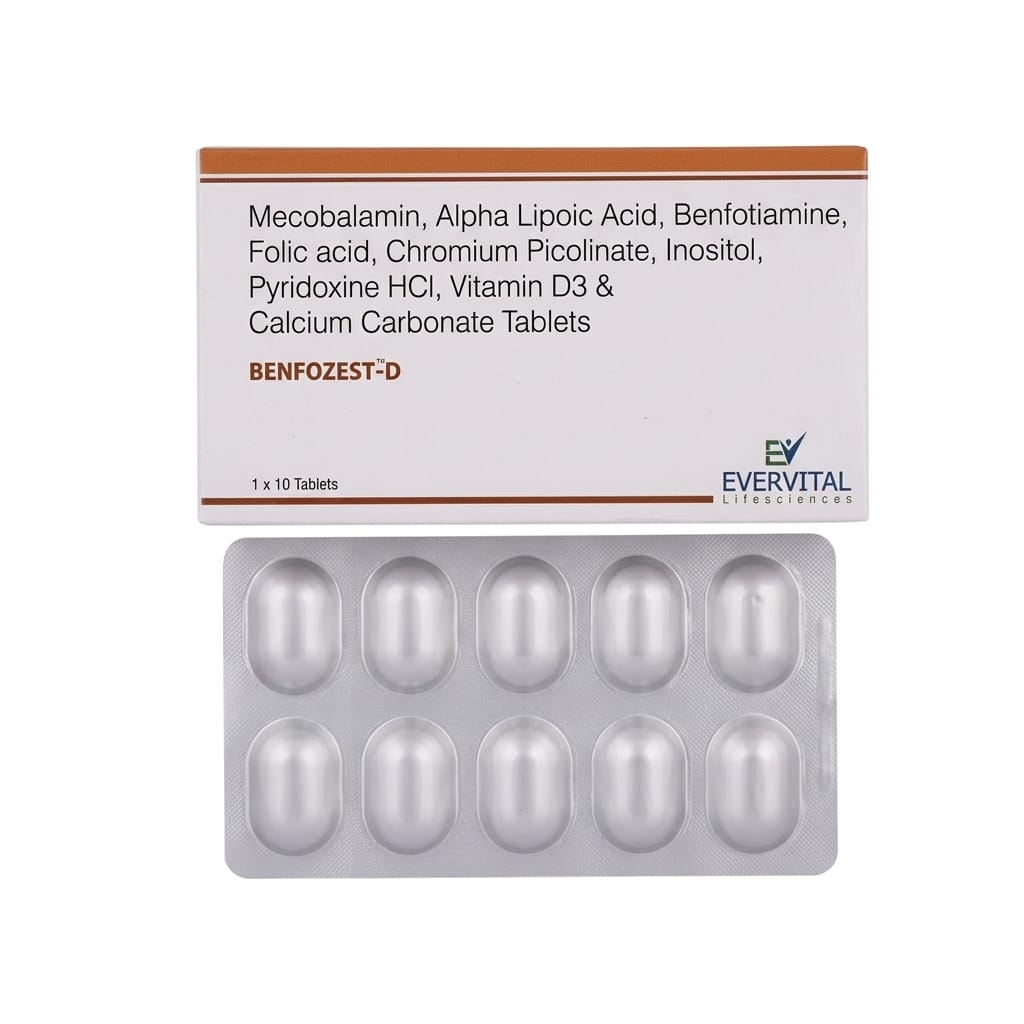 Mecobalamin, Alpha Lipoic Acid, Benfotiamine,
Folic acid, Chromium Picolinate, Inositol,
Pyridoxine HCl, Vitamin D3 &
Calcium Carbonate Tablets
BENFOZEST™-D
1 x 10 Tablets
EV
EVERVITAL
Lifesciences